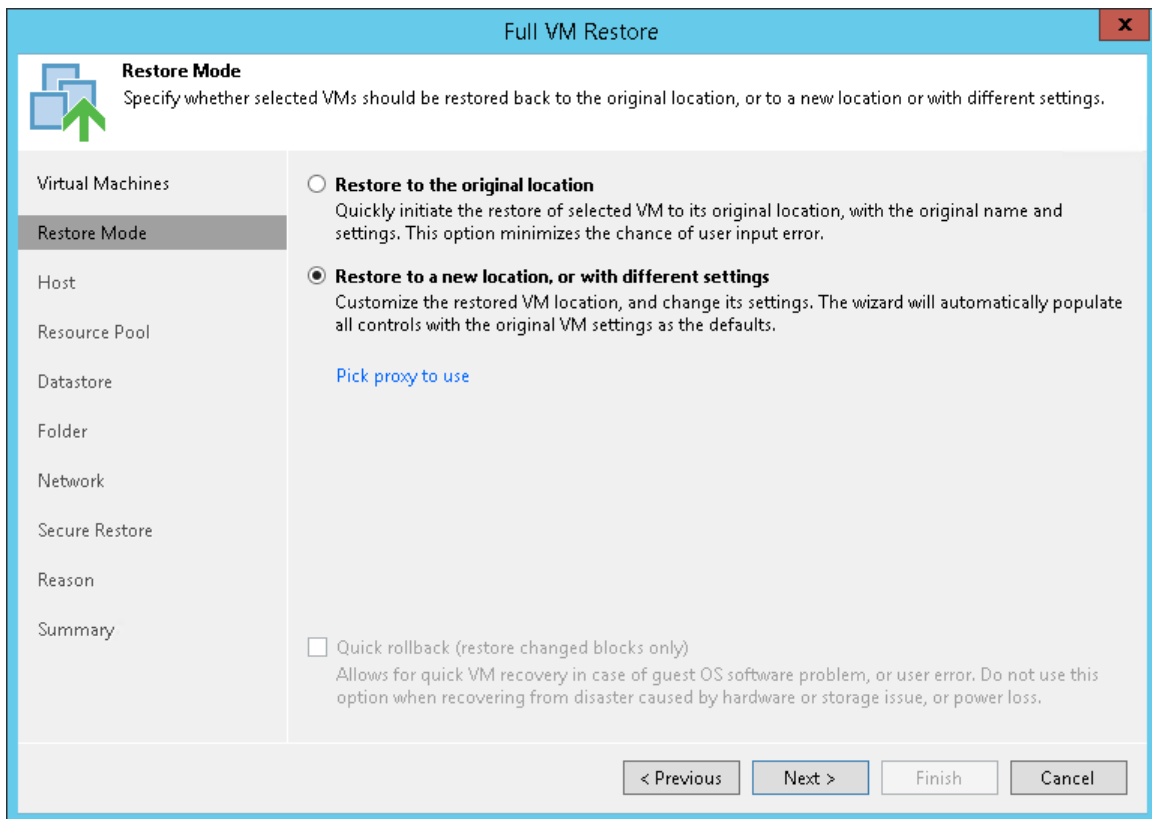 Full VM Restore
x
Restore Mode
Specify whether selected VMs should be restored back to the original location, or to a new location or with different settings.
Virtual Machines
Restore Mode
Host
Resource Pool
Datastore
Folder
Network
Secure Restore
Reason
Summary
Restore to the original location
Quickly initiate the restore of selected VM to its original location, with the original name and
settings. This option minimizes the chance of user input error.
Restore to a new location, or with different settings
Customize the restored VM location, and change its settings. The wizard will automatically populate
all controls with the original VM settings as the defaults.
Pick proxy to use
Quick rollback (restore changed blocks only)
Allows for quick VM recovery in case of guest OS software problem, or user error. Do not use this
option when recovering from disaster caused by hardware or storage issue, or power loss.
< Previous
Next >
Finish
Cancel